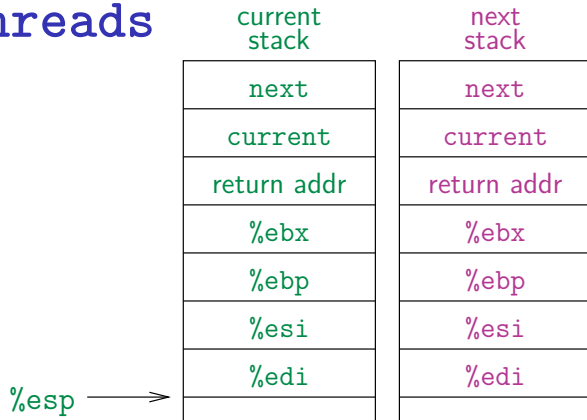 current
stack
next
stack
next
next
current
current
return addr
return addr
%ebx
%ebx
%ebp
%ebp
%esi
%esi
%edi
%edi
%esp